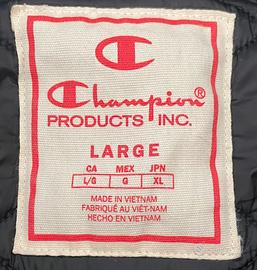 Champion®
PRODUCTS INC.
LARGE
CA MEX JPN
L/G G XL
MADE IN VIETNAM
FABRIQUÉ AU VIÊT-NAM
HECHO EN VIETNAM